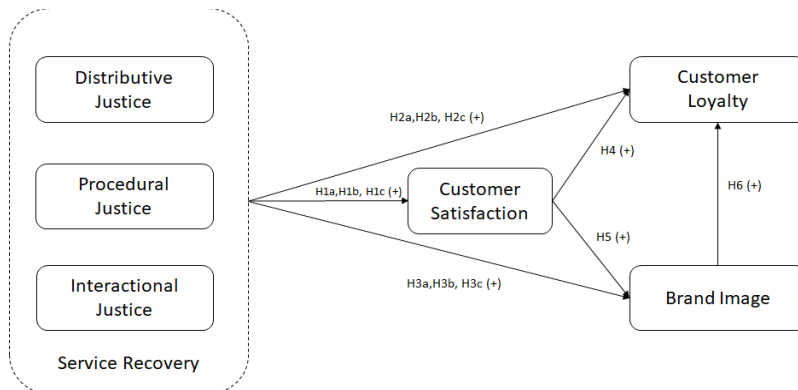 Distributive
Justice
Customer
Loyalty
H2a,H2b, H2c (+)
H4 (+)
Procedural
Justice
H1a,H1b, H1c (+)
Customer
Satisfaction
H6 (+)
H5 (+)
Interactional
Justice
H3a,H3b, H3c (+)
Brand Image
Service Recovery